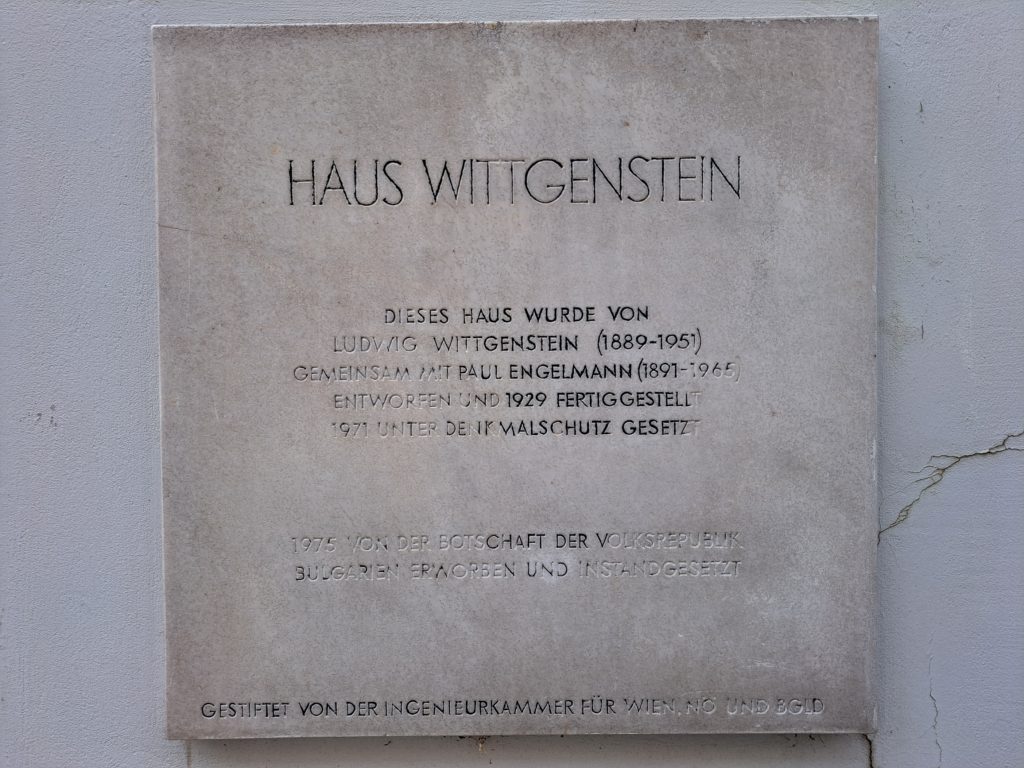 HAUS WITTGENSTEIN
DIESES HAUS WURDE VON
LUDWIG WITTGENSTEIN (1889-1951)
GEMEINSAM MIT PAUL ENGELMANN (1891-1965)
ENTWORFEN UND 1929 FERTIGGESTELLT
1971 UNTER DENKMALSCHUTZ GESETZT
1975 VON DER BOTSCHAFT DER VOLKSREPUBLIK
BULGARIEN ERWORBEN UND INSTANDGESETZT
GESTIFTET VON DER INGENIEURKAMMER FÜR WIEN, NÖ UND BGLD